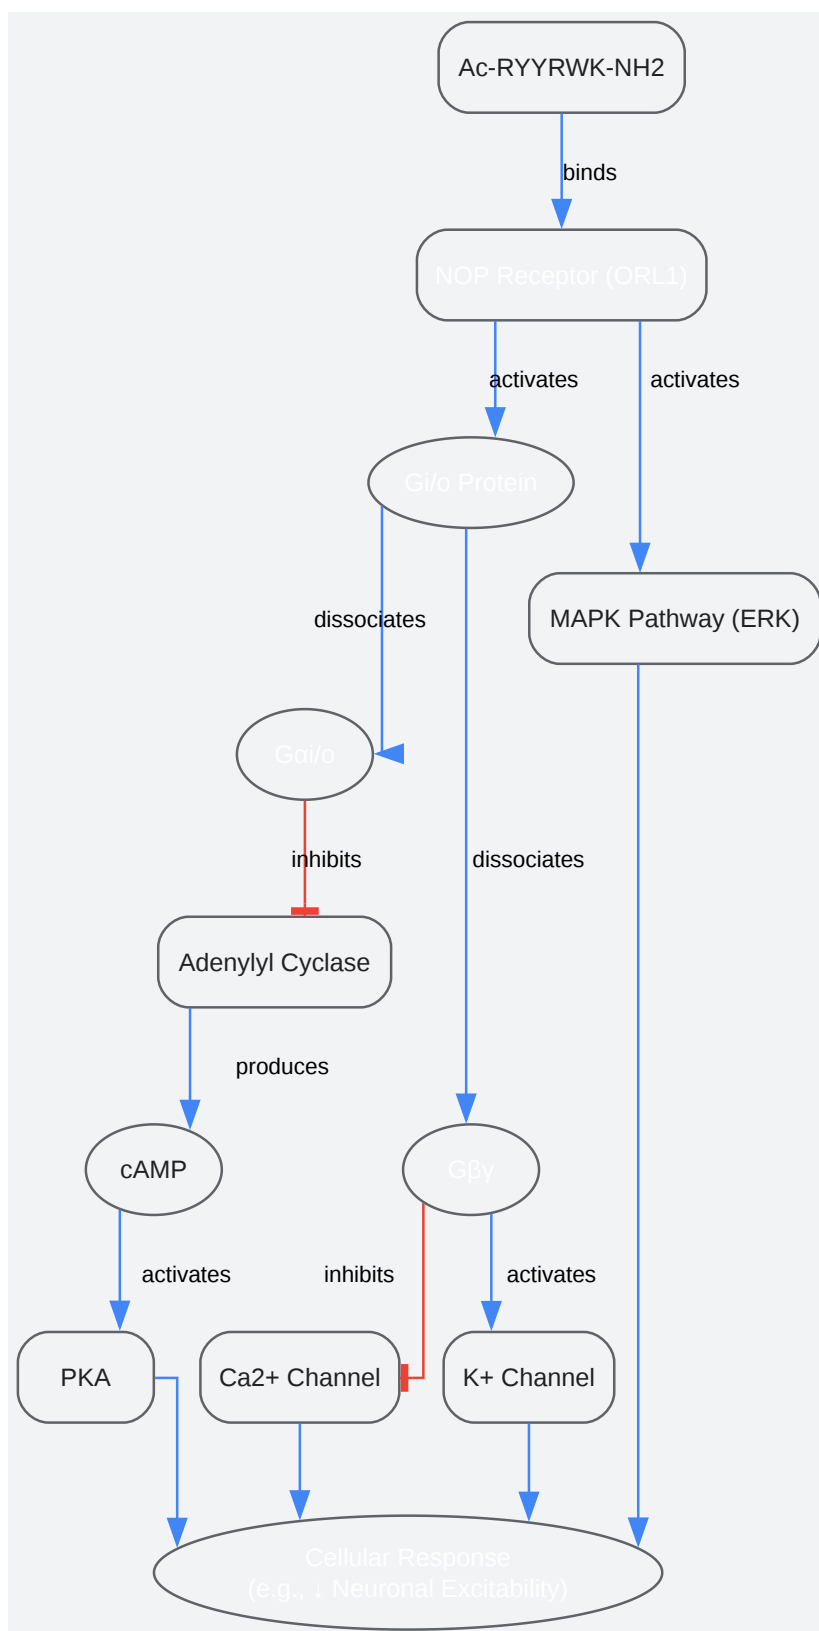 Ac-RYYRWK-NH2
binds
NOP Receptor (ORL1)
activates
activates
Gi/o Protein
dissociates
MAPK Pathway (ERK)
Gαi/o
inhibits
dissociates
Adenylyl Cyclase
produces
cAMP
Gβγ
activates
inhibits
activates
PKA
Ca2+ Channel
K+ Channel
Cellular Response
(e.g., ↓ Neuronal Excitability)